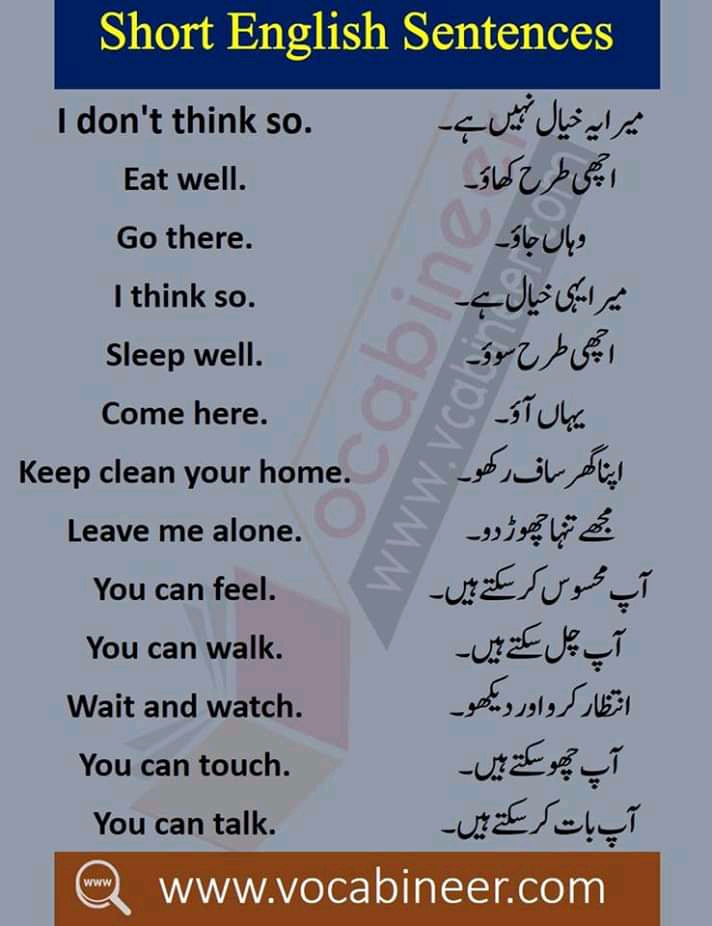 Short English Sentences
I don't think so. میرا یہ خیال نہیں ہے۔
Eat well. اچھی طرح کھاؤ۔
Go there. وہاں جاؤ۔
I think so. میرا یہی خیال ہے۔
Sleep well. اچھی طرح سوؤ۔
Come here. یہاں آؤ۔
Keep clean your home. اپنا گھر ساف رکھو۔
Leave me alone. مجھے تنہا چھوڑ دو۔
You can feel. آپ محسوس کر سکتے ہیں۔
You can walk. آپ چل سکتے ہیں۔
Wait and watch. انتظار کرو اور دیکھو۔
You can touch. آپ چھو سکتے ہیں۔
You can talk. آپ بات کر سکتے ہیں۔
ocabineer
www.vcabineer.com
www
www.vocabineer.com